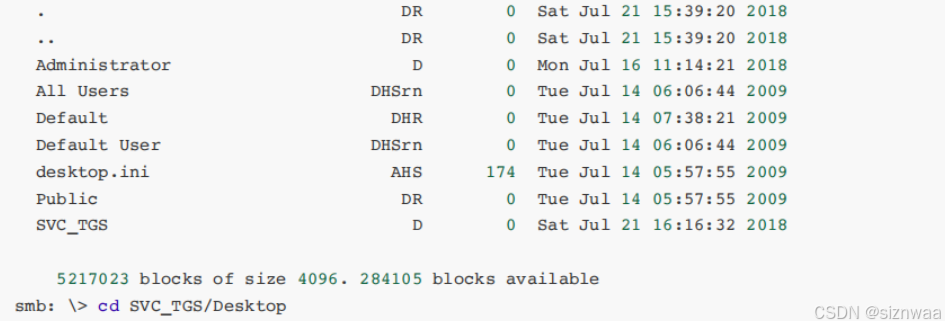 . DR 0 Sat Jul 21 15:39:20 2018
.. DR 0 Sat Jul 21 15:39:20 2018
Administrator D 0 Mon Jul 16 11:14:21 2018
All Users DHSrn 0 Tue Jul 14 06:06:44 2009
Default DHR 0 Tue Jul 14 07:38:21 2009
Default User DHSrn 0 Tue Jul 14 06:06:44 2009
desktop.ini AHS 174 Tue Jul 14 05:57:55 2009
Public DR 0 Tue Jul 14 05:57:55 2009
SVC_TGS D 0 Sat Jul 21 16:16:32 2018
5217023 blocks of size 4096. 284105 blocks available
smb: \> cd SVC_TGS/Desktop
CSDN @siznwaa